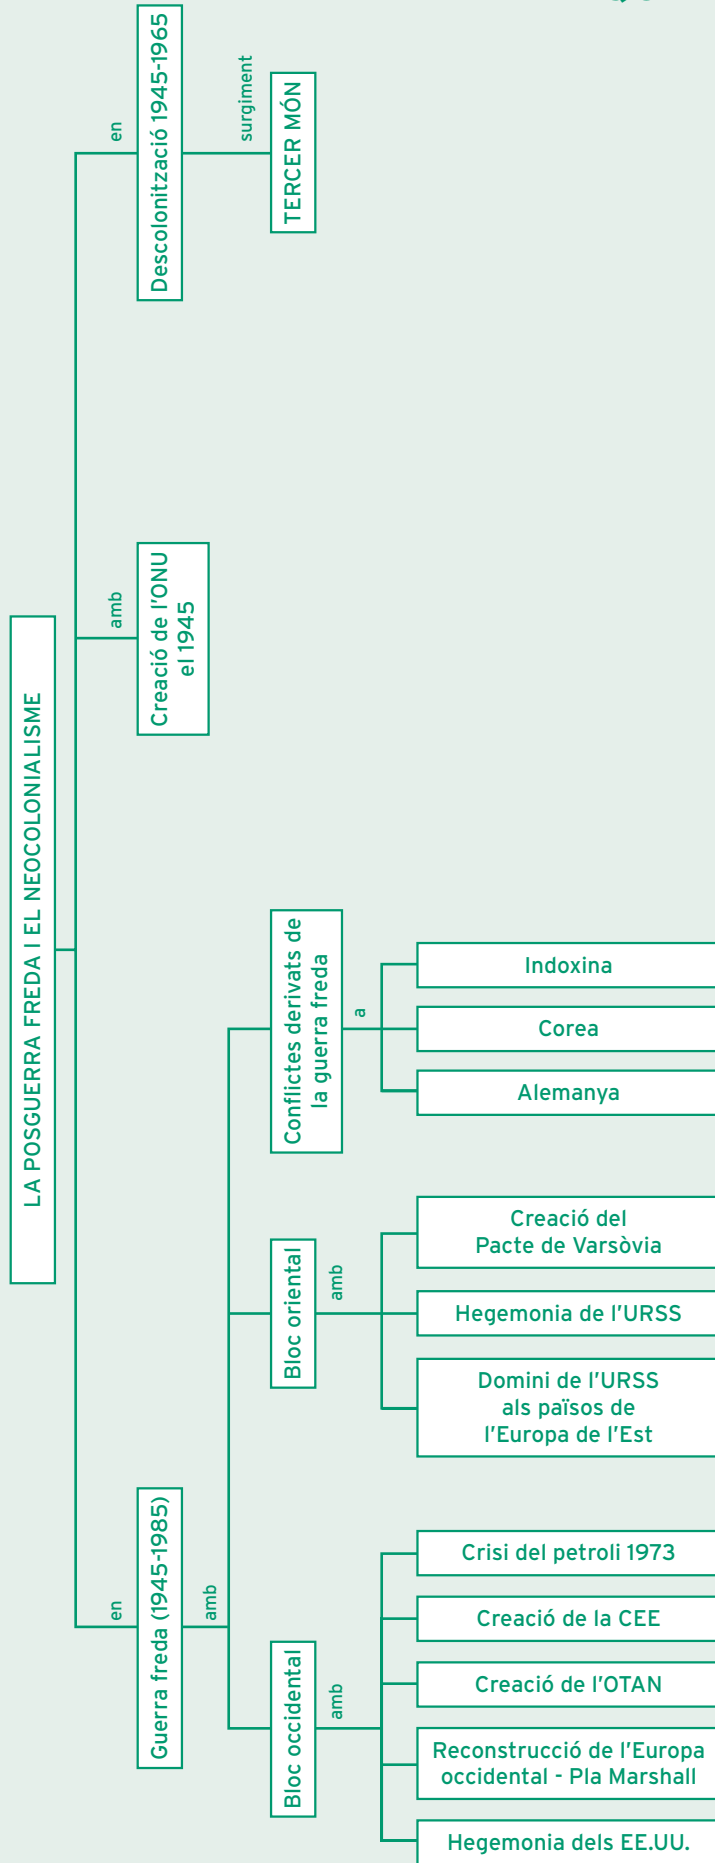 LA POSGUERRA FREDA I EL NEOCOLONIALISME
en
amb
en
Guerra freda (1945-1985)
Creació de l'ONU
el 1945
Descolonització 1945-1965
amb
surgiment
TERCER MÓN
Bloc occidental
Bloc oriental
Conflictes derivats de
la guerra freda
amb
amb
a
Hegemonia dels EE.UU.
Reconstrucció de l'Europa
occidental - Pla Marshall
Creació de l'OTAN
Creació de la CEE
Crisi del petroli 1973
Domini de l'URSS
als països de
l'Europa de l'Est
Hegemonia de l'URSS
Creació del
Pacte de Varsòvia
Alemanya
Corea
Indoxina